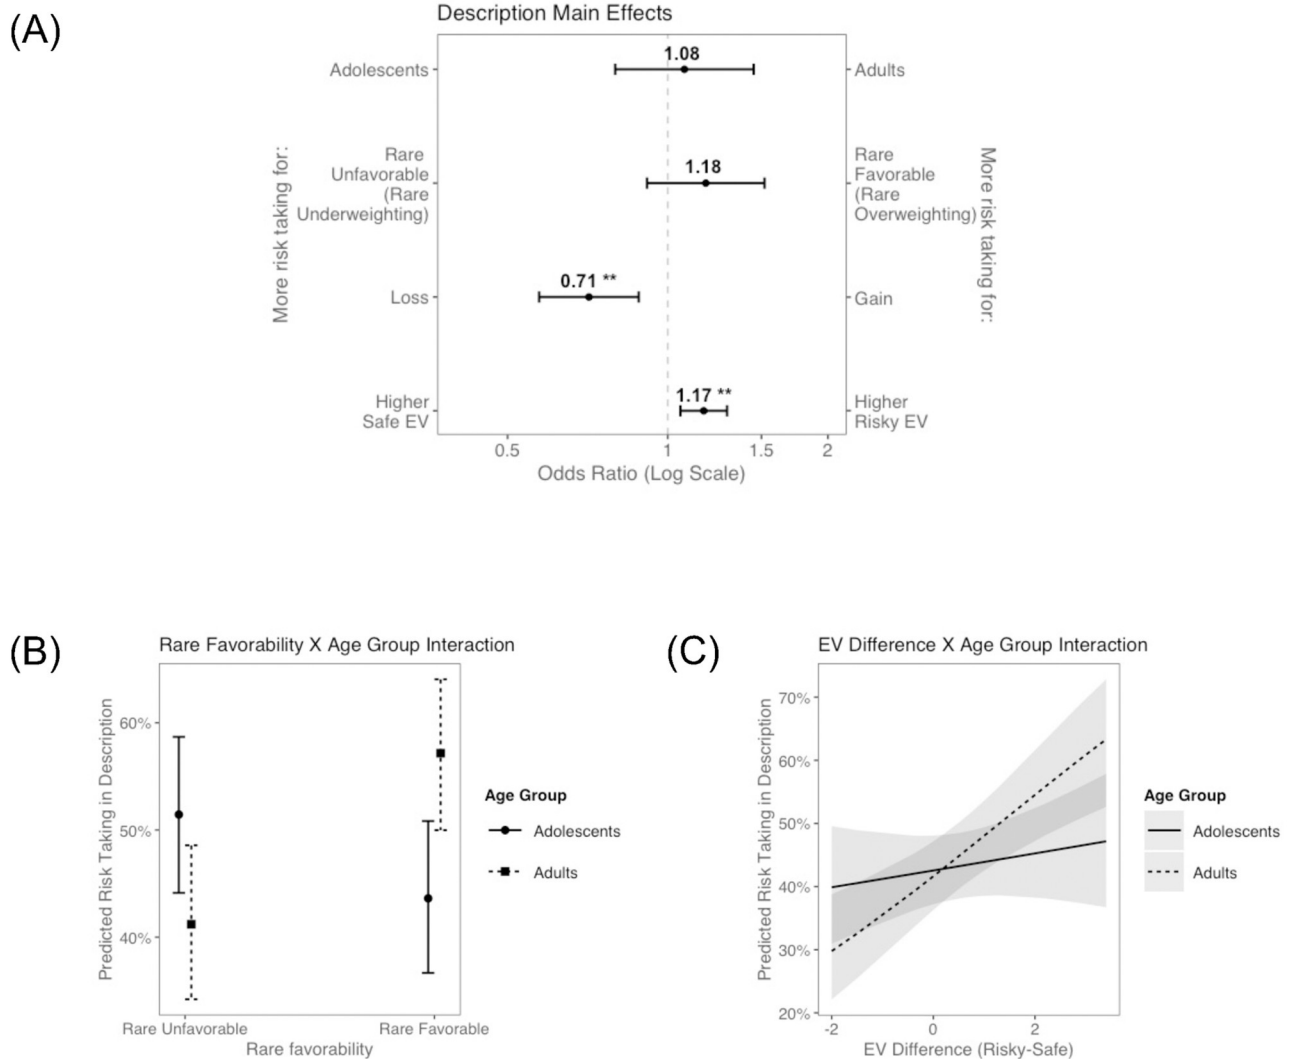 (A)
Description Main Effects
1.08
Adolescents
Adults
More risk taking for:
Rare
Unfavorable
(Rare
Underweighting)
1.18
Rare
Favorable
(Rare
Overweighting)
More risk taking for:
0.71 **
Loss
Gain
1.17 **
Higher
Safe EV
Higher
Risky EV
0.5 1 1.5 2
Odds Ratio (Log Scale)
(B)
Rare Favorability X Age Group Interaction
Predicted Risk Taking in Description
60%
50%
40%
Rare Unfavorable Rare Favorable
Rare favorability
Age Group
Adolescents
Adults
(C)
EV Difference X Age Group Interaction
Predicted Risk Taking in Description
70%
60%
50%
40%
30%
20%
-2 0 2
EV Difference (Risky-Safe)
Age Group
Adolescents
Adults